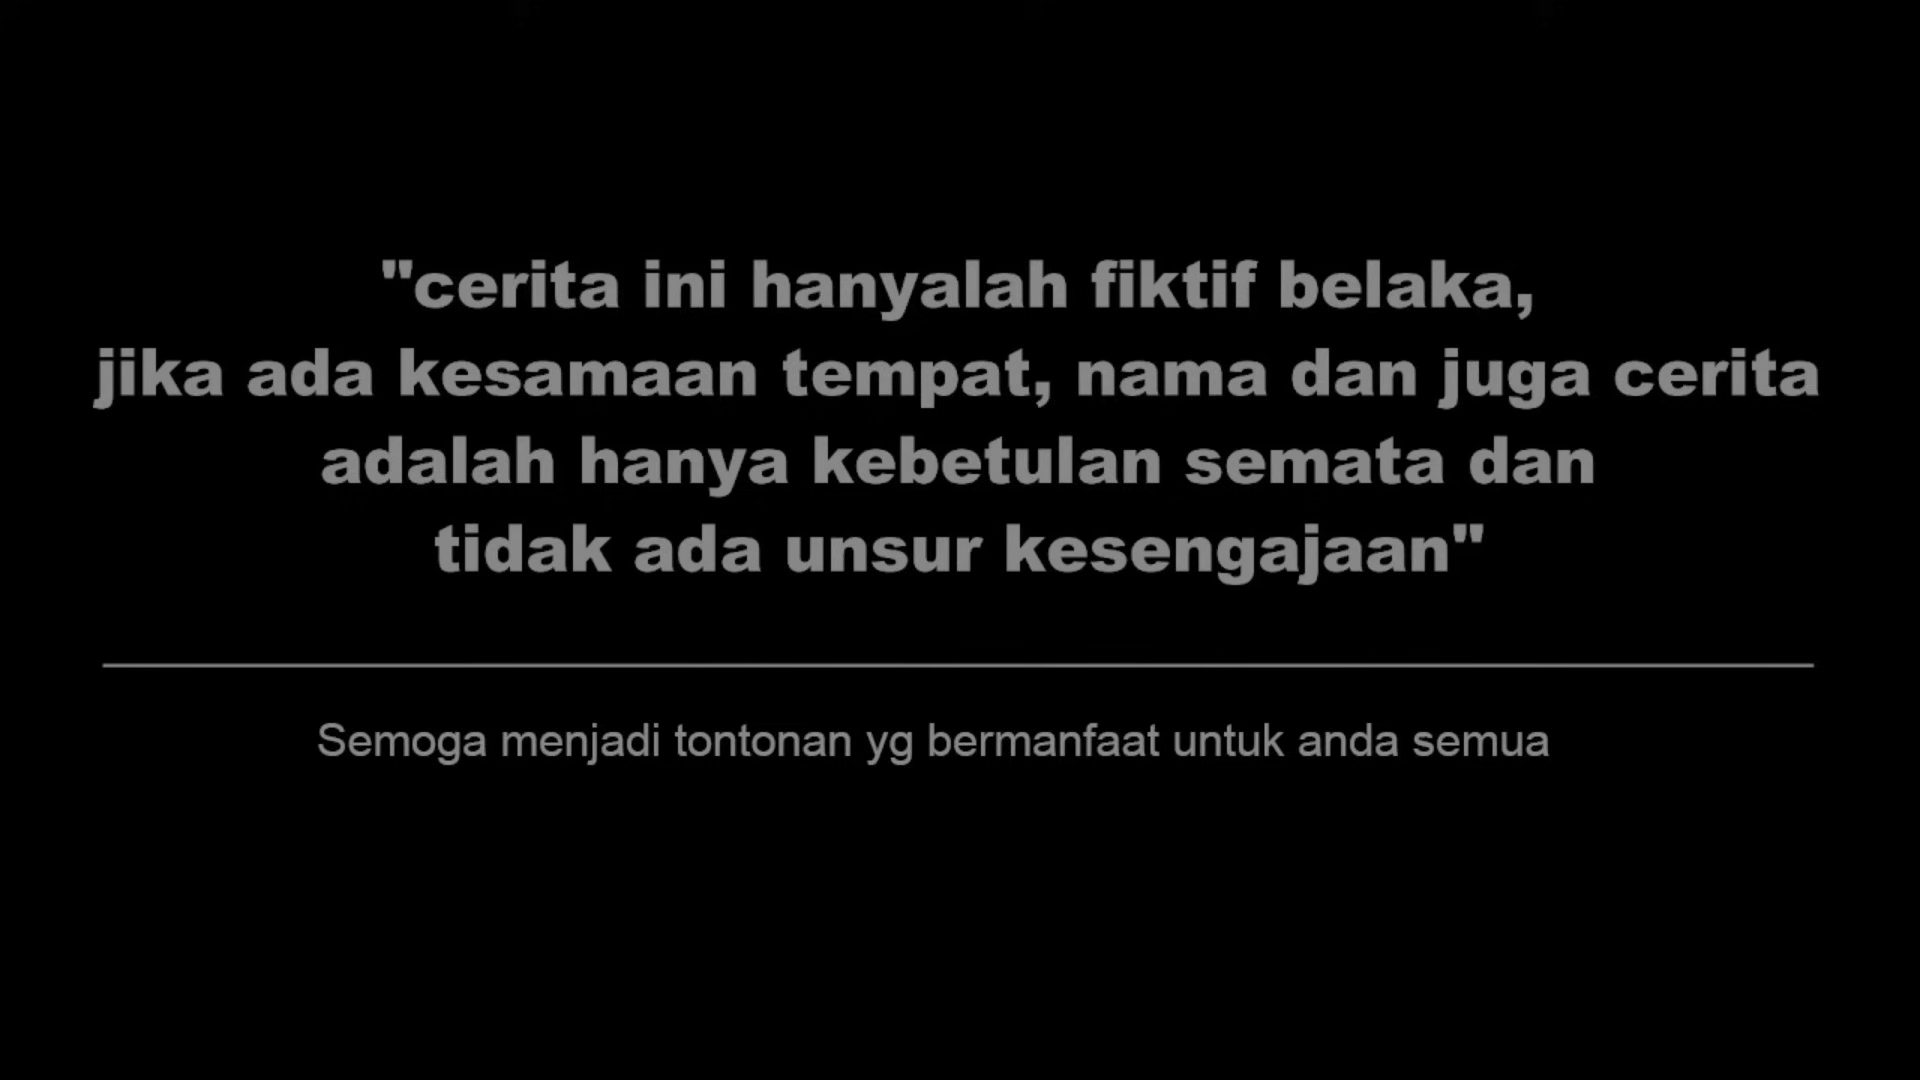 "cerita ini hanyalah fiktif belaka,
jika ada kesamaan tempat, nama dan juga cerita
adalah hanya kebetulan semata dan
tidak ada unsur kesengajaan"
Semoga menjadi tontonan yg bermanfaat untuk anda semua